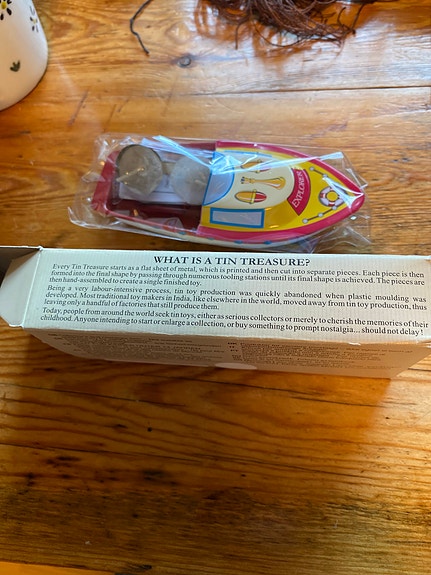 EXPLORER
WHAT IS A TIN TREASURE?
Every Tin Treasure starts as a flat sheet of metal, which is printed and then cut into separate pieces. Each piece is then
formed into the final shape by passing through numerous tooling stations until its final shape is achieved. The pieces are
then hand-assembled to create a single finished toy.
Being a very labour-intensive process, tin toy production was quickly abandoned when plastic moulding was
developed. Most traditional toy makers in India, like elsewhere in the world, moved away from tin toy production, thus
leaving only a handful of factories that still produce them.
Today, people from around the world seek tin toys, either as serious collectors or merely to cherish the memories of their
childhood. Anyone intending to start or enlarge a collection, or buy something to prompt nostalgia... should not delay !